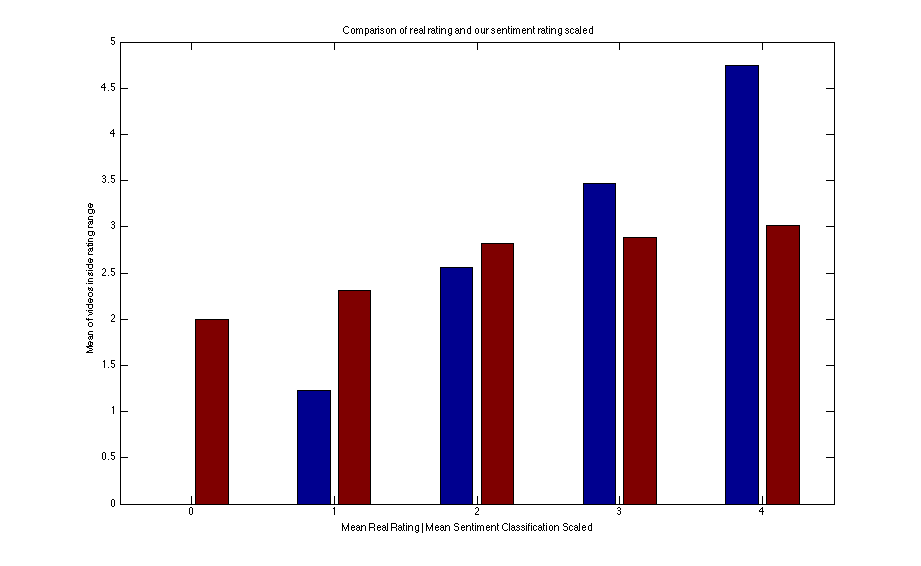 Comparison of real rating and our sentiment rating scaled
5
4.5
4
3.5
3
2.5
2
1.5
1
0.5
0
Mean of videos inside rating range
0 1 2 3 4
Mean Real Rating | Mean Sentiment Classification Scaled